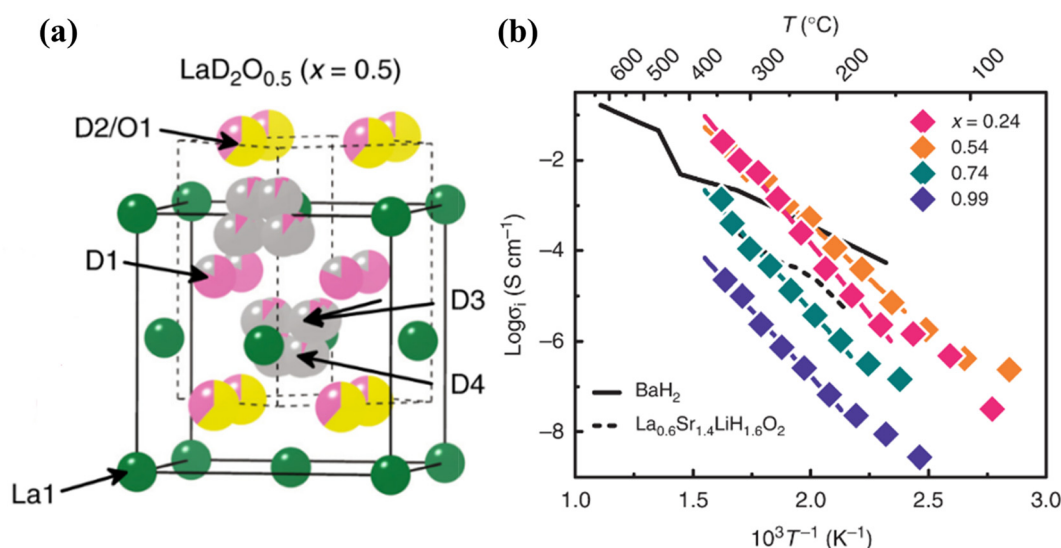 (a)
LaD₂O₀.₅ (x = 0.5)
D2/O1
D1
D3
D4
La1
(b)
T (°C)
600 500 400 300 200 100
Logσᵢ (S cm⁻¹)
−2
−4
−6
−8
x = 0.24
0.54
0.74
0.99
BaH₂
La₀.₆Sr₁.₄LiH₁.₆O₂
1.0 1.5 2.0 2.5 3.0
10³T⁻¹ (K⁻¹)